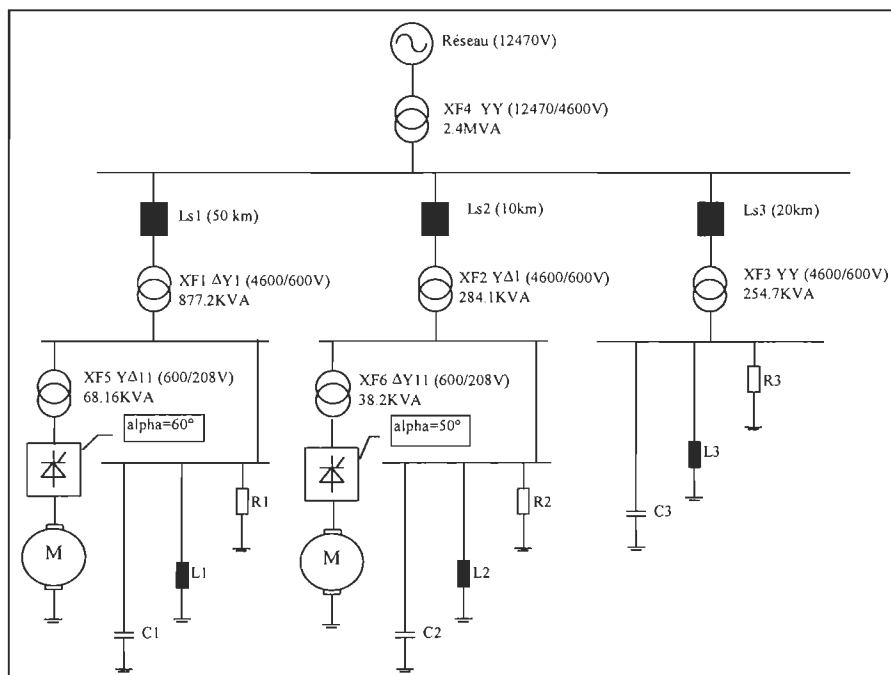 Réseau (12470V)
XF4 YY (12470/4600V)
2.4MVA
Ls1 (50 km)
Ls2 (10km)
Ls3 (20km)
XF1 ΔY1 (4600/600V)
877.2KVA
XF2 YΔ1 (4600/600V)
284.1KVA
XF3 YY (4600/600V)
254.7KVA
XF5 YΔ11 (600/208V)
68.16KVA
alpha=60°
XF6 ΔY11 (600/208V)
38.2KVA
alpha=50°
R3
L3
C3
R1
R2
M
M
L1
L2
C1
C2